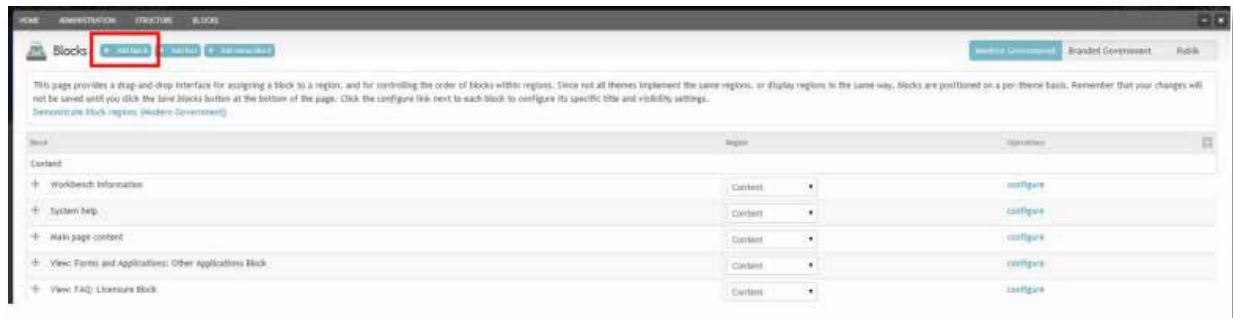 HOME ADMINISTRATION STRUCTURE BLOCKS
Blocks + Add block + Add menu block Modern Government Branded Government Rubik
This page provides a drag-and-drop interface for assigning a block to a region, and for controlling the order of blocks within regions. Since not all themes implement the same regions, or display regions in the same way, blocks are positioned on a per-theme basis. Remember that your changes will
not be saved until you click the Save blocks button at the bottom of the page. Click the configure link next to each block to configure its specific title and visibility settings.
Demonstrate block regions (Modern Government)
Block Region Operations
Content
Workbench Information Content configure
System help Content configure
Main page content Content configure
View: Forms and Applications: Other Applications Block Content configure
View: FAQ: Licensure Block Content configure